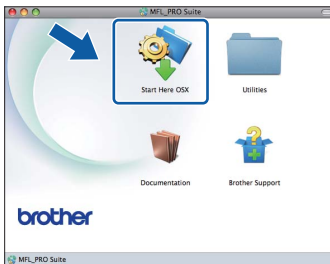 MFL_PRO Suite
Start Here OSX
Utilities
Documentation
Brother Support
brother
MFL_PRO Suite